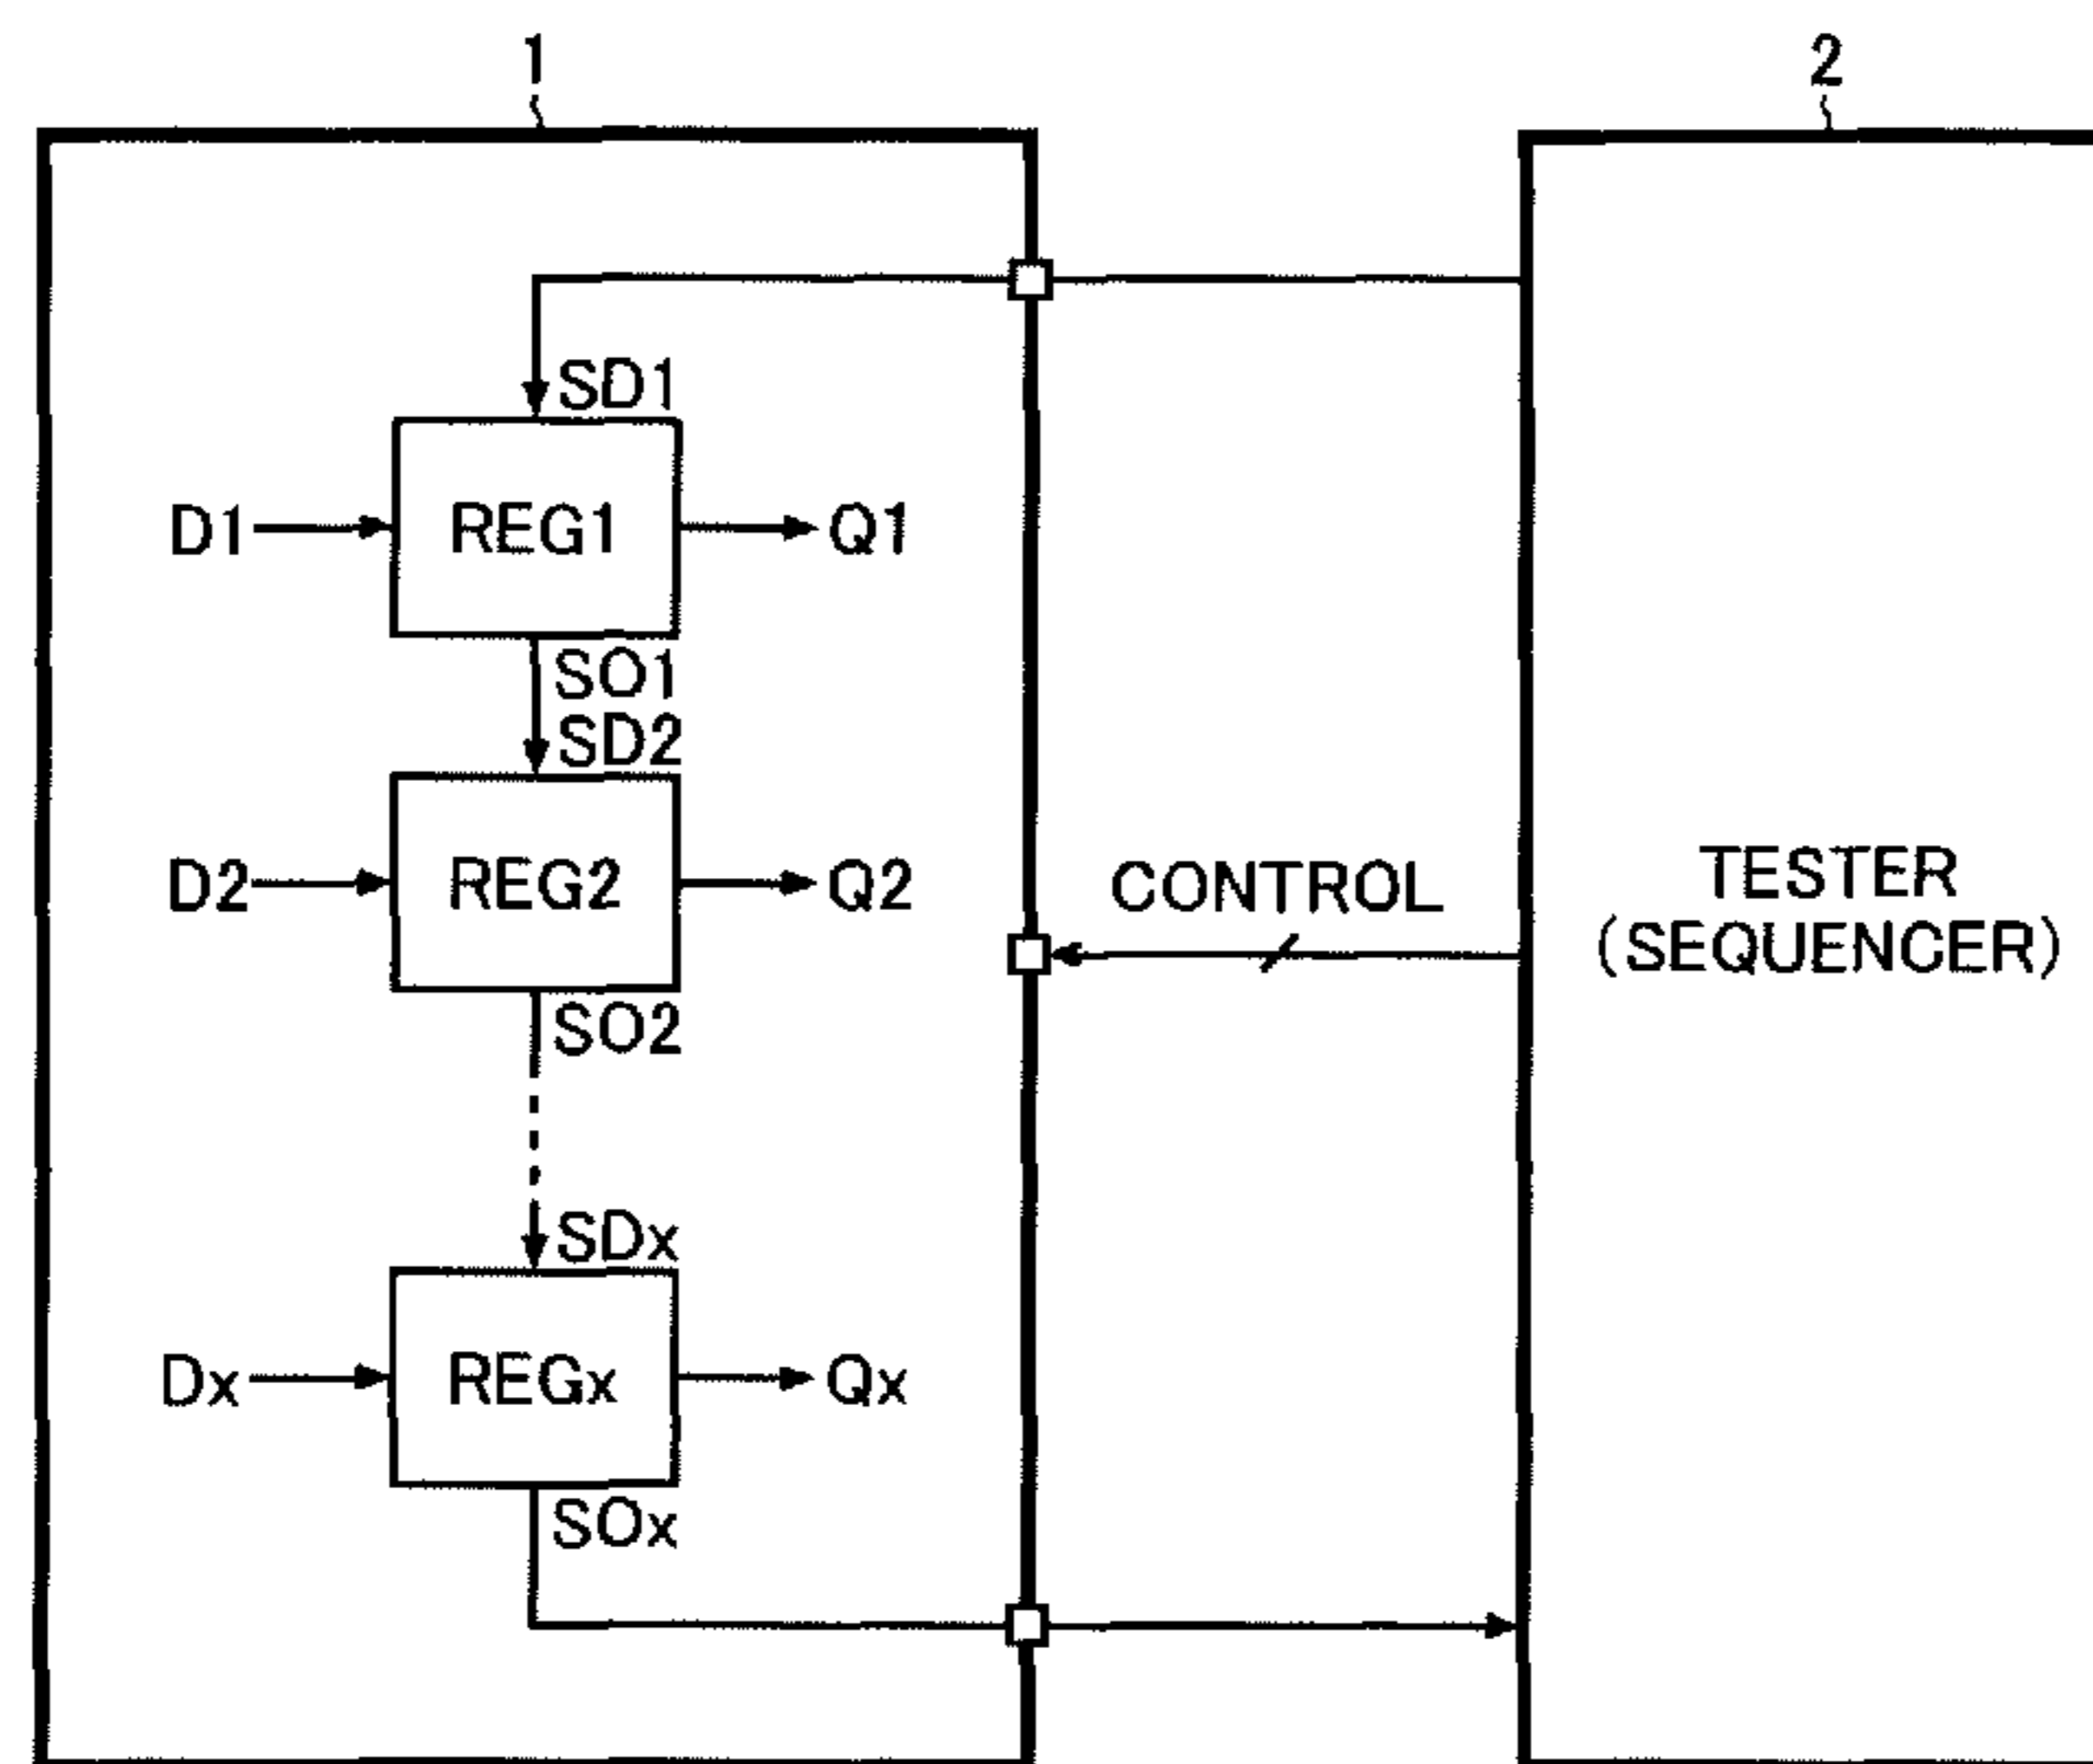 1
2
SD1
D1
REG1
Q1
SO1
SD2
D2
REG2
Q2
CONTROL
TESTER
(SEQUENCER)
SO2
SDx
Dx
REGx
Qx
SOx